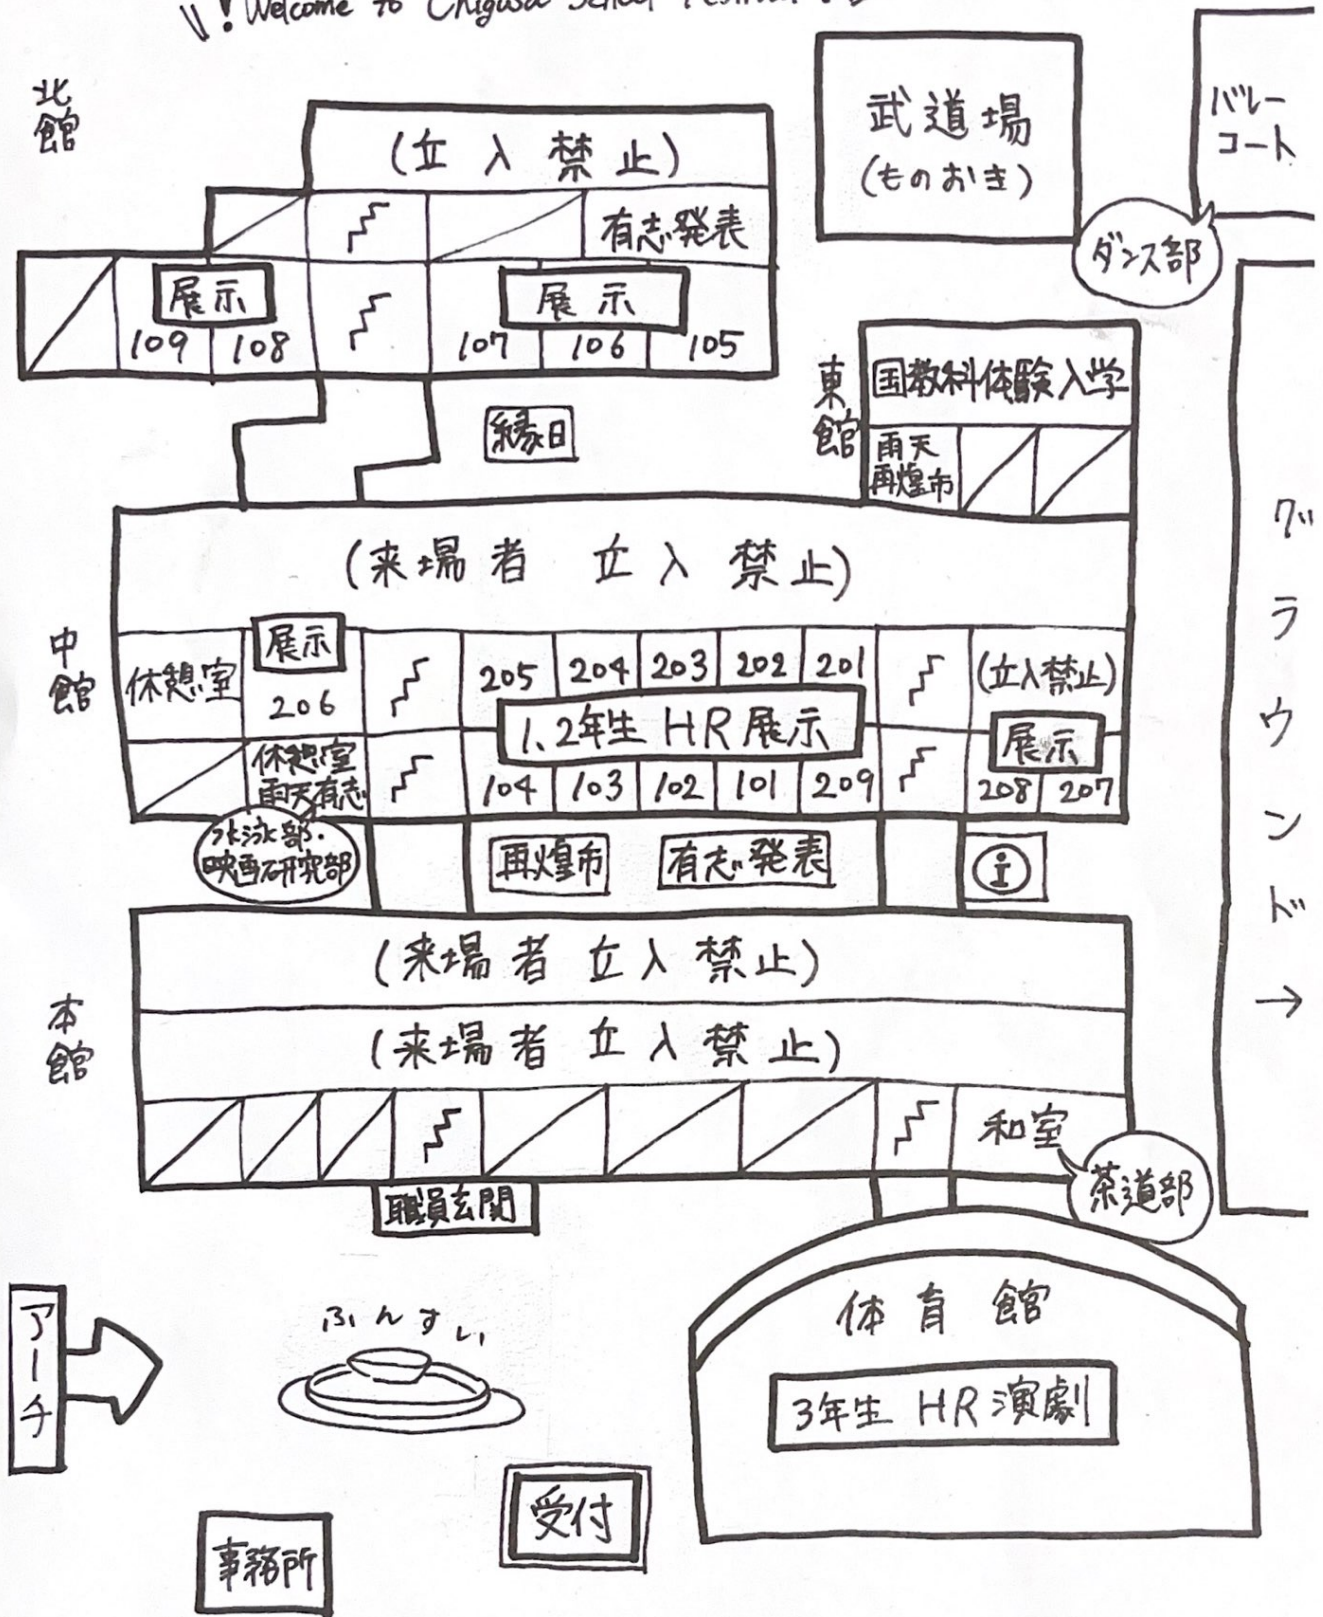 ! Welcome to Chigusa School Festival !
北館
(立入禁止)
有志発表
展示
展示
109
108
107
106
105
武道場
(ものおき)
バレー
コート
ダンス部
縁日
東館
国教科体験入学
雨天
再煌市
グラウンド→
中館
(来場者 立入禁止)
休憩室
展示
206
205
204
203
202
201
(立入禁止)
1、2年生 HR展示
展示
休憩室
雨天有志
104
103
102
101
209
208
207
水泳部・
映画研究部
再煌市
有志発表
i
本館
(来場者 立入禁止)
(来場者 立入禁止)
和室
茶道部
職員玄関
アーチ
ふんすい
体育館
3年生 HR演劇
受付
事務所